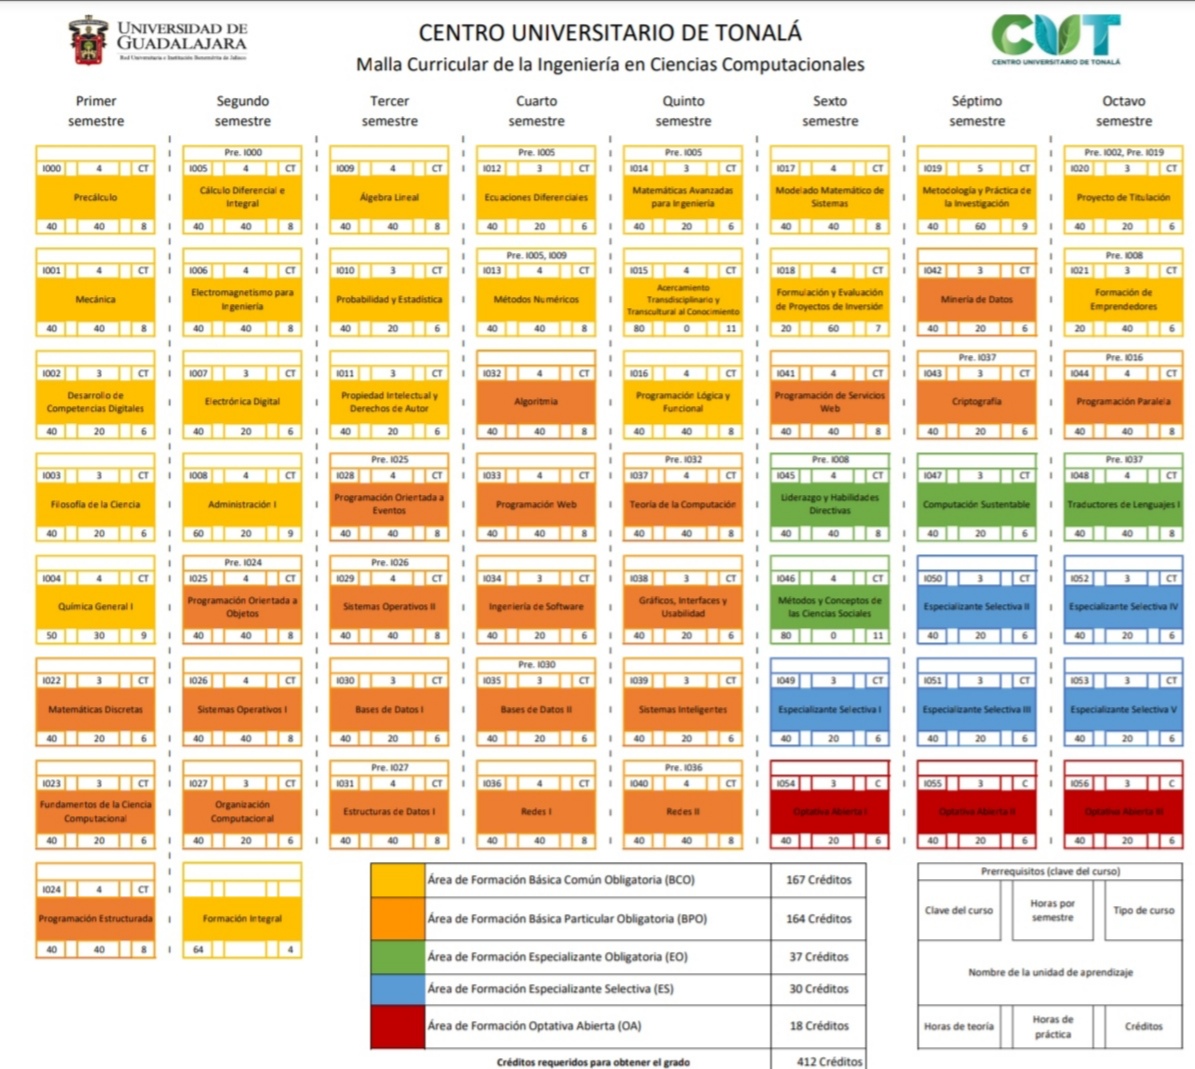 UNIVERSIDAD DE
GUADALAJARA
Red Universitaria e Institución Benemérita de Jalisco
CENTRO UNIVERSITARIO DE TONALÁ
Malla Curricular de la Ingeniería en Ciencias Computacionales
CUT
CENTRO UNIVERSITARIO DE TONALÁ
Primer semestre
Segundo semestre
Tercer semestre
Cuarto semestre
Quinto semestre
Sexto semestre
Séptimo semestre
Octavo semestre
Pre. I000
Pre. I005
Pre. I005
Pre. I002, Pre. I019
I000 4 CT
I005 4 CT
I009 4 CT
I012 3 CT
I014 3 CT
I017 4 CT
I019 5 CT
I020 3 CT
Precálculo
Cálculo Diferencial e
Integral
Álgebra Lineal
Ecuaciones Diferenciales
Matemáticas Avanzadas
para Ingeniería
Modelado Matemático de
Sistemas
Metodología y Práctica de
la Investigación
Proyecto de Titulación
40 40 8
40 40 8
40 40 8
40 20 6
40 20 6
40 40 8
40 60 9
40 20 6
Pre. I005, I009
Pre. I008
I001 4 CT
I006 4 CT
I010 3 CT
I013 4 CT
I015 4 CT
I018 4 CT
I042 3 CT
I021 3 CT
Mecánica
Electromagnetismo para
Ingeniería
Probabilidad y Estadística
Métodos Numéricos
Acercamiento
Transdisciplinario y
Transcultural al Conocimiento
Formulación y Evaluación
de Proyectos de Inversión
Minería de Datos
Formación de
Emprendedores
40 40 8
40 40 8
40 20 6
40 40 8
80 0 11
20 60 7
40 20 6
20 40 6
Pre. I037
Pre. I016
I002 3 CT
I007 3 CT
I011 3 CT
I032 4 CT
I016 4 CT
I041 4 CT
I043 3 CT
I044 4 CT
Desarrollo de
Competencias Digitales
Electrónica Digital
Propiedad Intelectual y
Derechos de Autor
Algoritmia
Programación Lógica y
Funcional
Programación de Servicios
Web
Criptografía
Programación Paralela
40 20 6
40 20 6
40 20 6
40 40 8
40 40 8
40 40 8
40 20 6
40 40 8
Pre. I025
Pre. I032
Pre. I008
Pre. I037
I003 3 CT
I008 4 CT
I028 4 CT
I033 4 CT
I037 4 CT
I045 4 CT
I047 3 CT
I048 4 CT
Filosofía de la Ciencia
Administración I
Programación Orientada a
Eventos
Programación Web
Teoría de la Computación
Liderazgo y Habilidades
Directivas
Computación Sustentable
Traductores de Lenguajes I
40 20 6
60 20 9
40 40 8
40 40 8
40 40 8
40 40 8
40 20 6
40 40 8
Pre. I024
Pre. I026
I004 4 CT
I025 4 CT
I029 4 CT
I034 3 CT
I038 3 CT
I046 4 CT
I050 3 CT
I052 3 CT
Química General I
Programación Orientada a
Objetos
Sistemas Operativos II
Ingeniería de Software
Gráficos, Interfaces y
Usabilidad
Métodos y Conceptos de
las Ciencias Sociales
Especializante Selectiva II
Especializante Selectiva IV
50 30 9
40 40 8
40 40 8
40 20 6
40 20 6
80 0 11
40 20 6
40 20 6
Pre. I030
I022 3 CT
I026 4 CT
I030 3 CT
I035 3 CT
I039 3 CT
I049 3 CT
I051 3 CT
I053 3 CT
Matemáticas Discretas
Sistemas Operativos I
Bases de Datos I
Bases de Datos II
Sistemas Inteligentes
Especializante Selectiva I
Especializante Selectiva III
Especializante Selectiva V
40 20 6
40 40 8
40 20 6
40 20 6
40 20 6
40 20 6
40 20 6
40 20 6
Pre. I027
Pre. I036
I023 3 CT
I027 3 CT
I031 4 CT
I036 4 CT
I040 4 CT
I054 3 C
I055 3 C
I056 3 C
Fundamentos de la Ciencia
Computacional
Organización
Computacional
Estructuras de Datos I
Redes I
Redes II
Optativa Abierta I
Optativa Abierta II
Optativa Abierta III
40 20 6
40 20 6
40 40 8
40 40 8
40 40 8
40 20 6
40 20 6
40 20 6
I024 4 CT
Programación Estructurada
Formación Integral
40 40 8
64 4
Área de Formación Básica Común Obligatoria (BCO) 167 Créditos
Área de Formación Básica Particular Obligatoria (BPO) 164 Créditos
Área de Formación Especializante Obligatoria (EO) 37 Créditos
Área de Formación Especializante Selectiva (ES) 30 Créditos
Área de Formación Optativa Abierta (OA) 18 Créditos
Créditos requeridos para obtener el grado 412 Créditos
Prerrequisitos (clave del curso)
Clave del curso
Horas por
semestre
Tipo de curso
Nombre de la unidad de aprendizaje
Horas de teoría
Horas de
práctica
Créditos